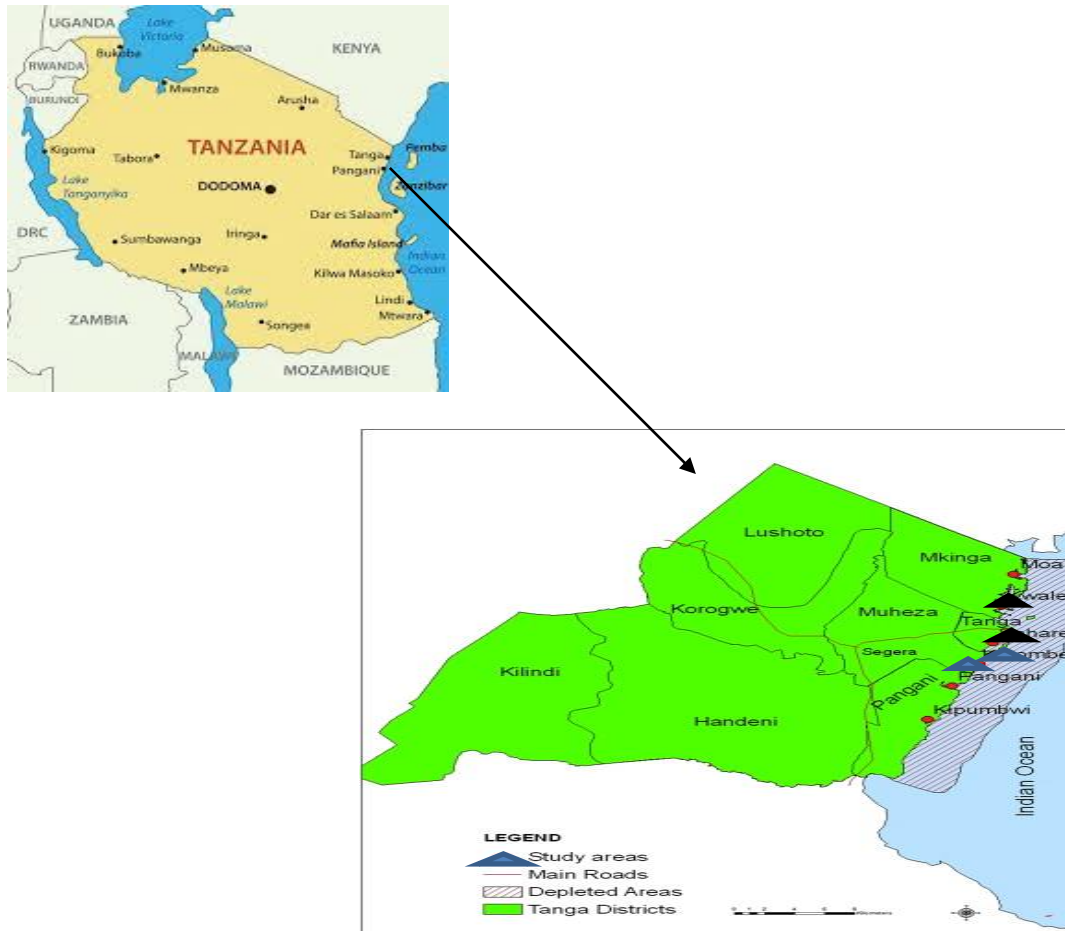 UGANDA
Lake
Victoria
Bukoba
Musoma
KENYA
RWANDA
Mwanza
BURUNDI
Arusha
Kigoma
Tabora
TANZANIA
Tanga
Pemba
Pangani
Lake
Tanganyika
DODOMA
Zanzibar
Dar es Salaam
DRC
Sumbawanga
Iringa
Mafia Island
Indian
Ocean
Mbeya
Kilwa Masoko
Lake
Malawi
Lindi
Mtwara
ZAMBIA
Songea
MALAWI
MOZAMBIQUE
Lushoto
Mkinga
Moa
Korogwe
Muheza
Tanga
Segera
Kilindi
Pangani
Pangani
Handeni
Kipumbwi
Indian Ocean
LEGEND
Study areas
Main Roads
Depleted Areas
Tanga Districts
Kilometers